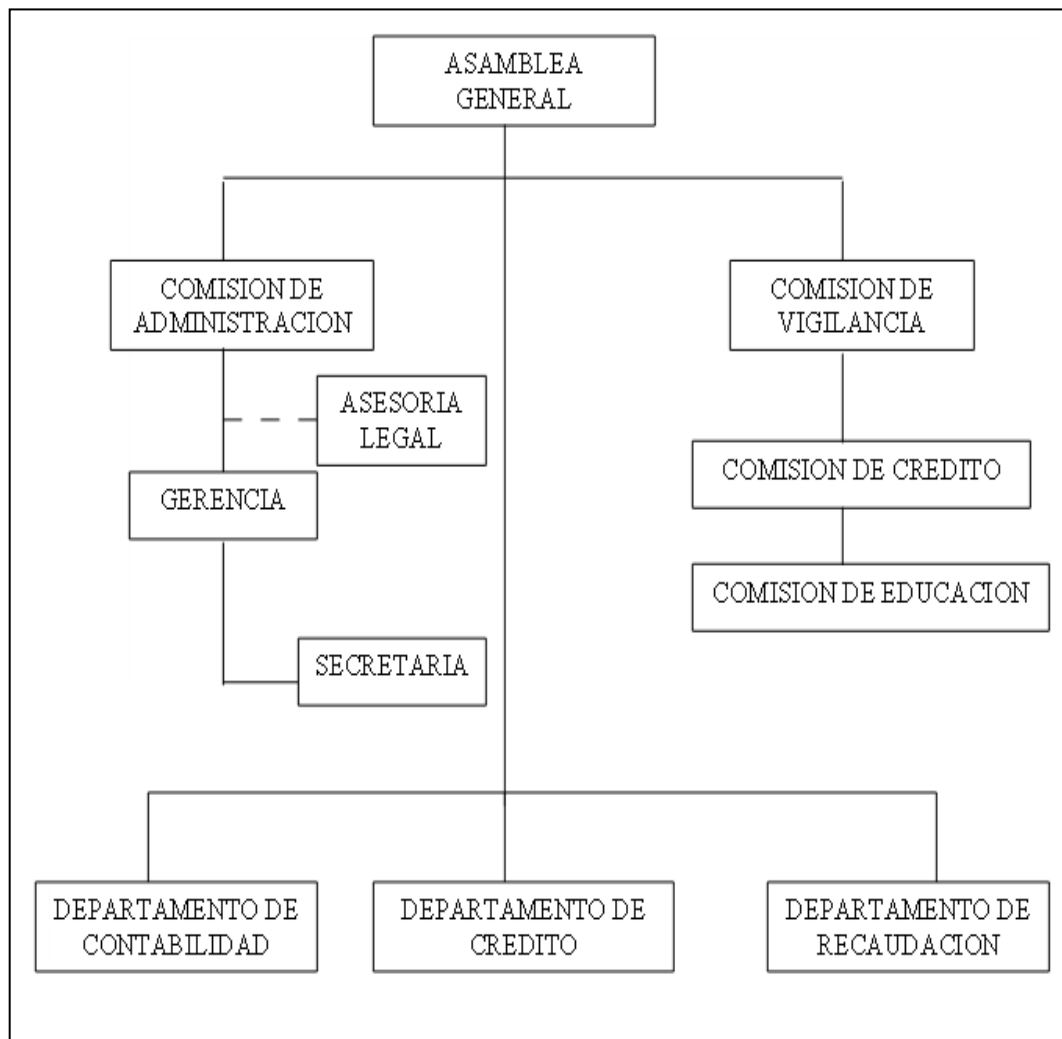 ASAMBLEA
GENERAL
COMISION DE
ADMINISTRACION
COMISION DE
VIGILANCIA
ASESORIA
LEGAL
GERENCIA
COMISION DE CREDITO
COMISION DE EDUCACION
SECRETARIA
DEPARTAMENTO DE
CONTABILIDAD
DEPARTAMENTO DE
CREDITO
DEPARTAMENTO DE
RECAUDACION